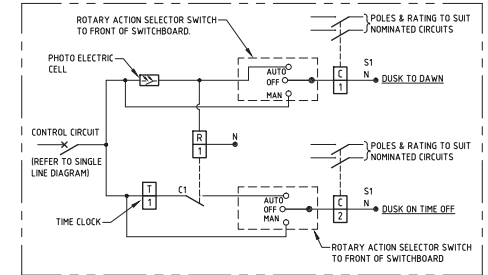 ROTARY ACTION SELECTOR SWITCH
TO FRONT OF SWITCHBOARD.
POLES & RATING TO SUIT
NOMINATED CIRCUITS
PHOTO ELECTRIC
CELL
AUTO
OFF
MAN
C
1
S1
N
DUSK TO DAWN
CONTROL CIRCUIT
(REFER TO SINGLE
LINE DIAGRAM)
R
1
N
POLES & RATING TO SUIT
NOMINATED CIRCUITS
T
1
C1
TIME CLOCK
AUTO
OFF
MAN
C
2
S1
N
DUSK ON TIME OFF
ROTARY ACTION SELECTOR SWITCH
TO FRONT OF SWITCHBOARD